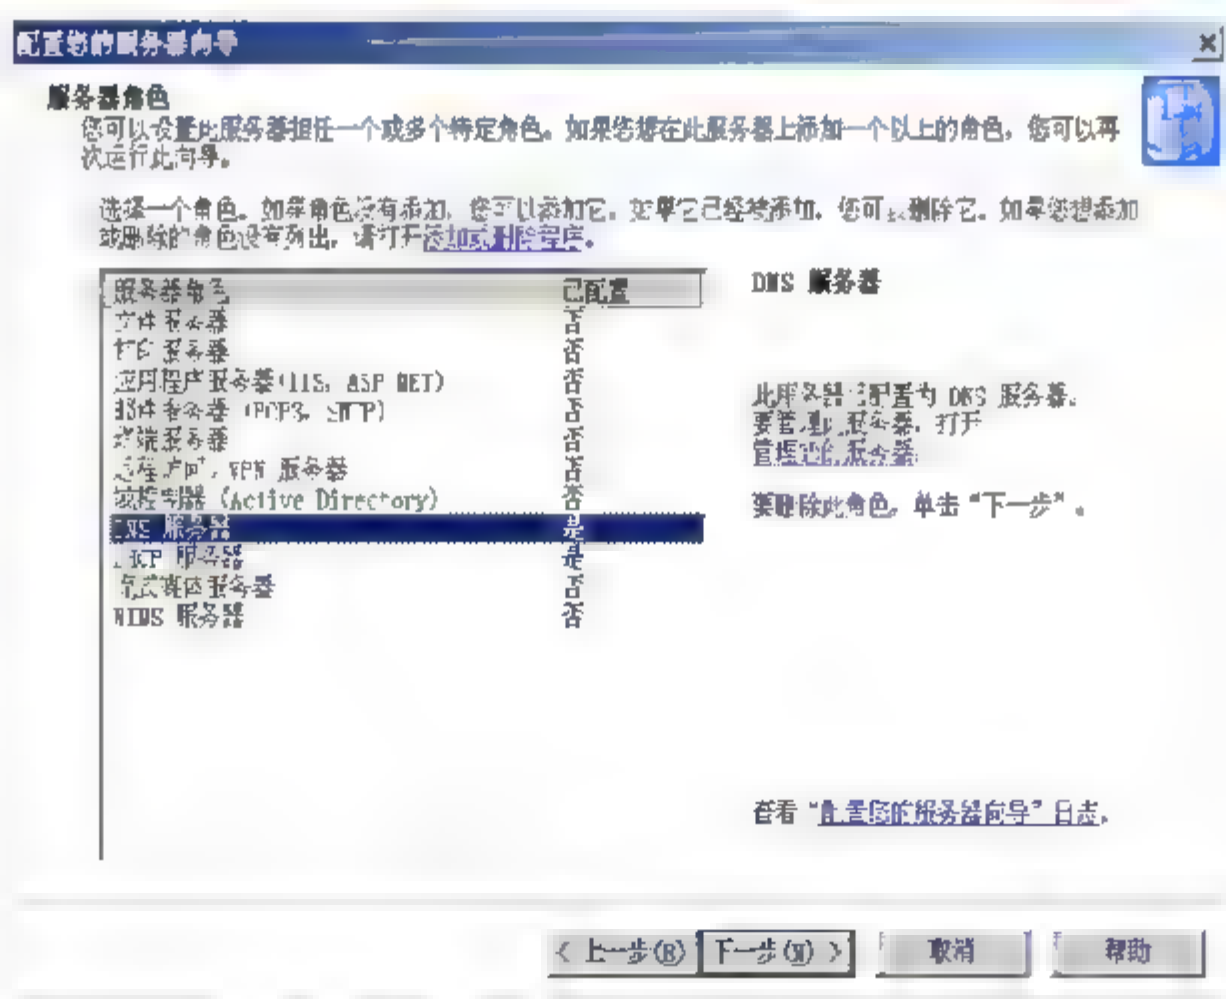 配置您的服务器向导
服务器角色
您可以设置此服务器担任一个或多个特定角色。如果您想在此服务器上添加一个以上的角色，您可以再
次运行此向导。
选择一个角色。如果角色没有添加，您可以添加它。如果它已经被添加，您可以删除它。如果您想添加
或删除的角色没有列出，请打开添加或删除程序。
服务器角色 已配置
文件服务器 否
打印服务器 否
应用程序服务器(IIS, ASP.NET) 否
邮件服务器 (POP3, SMTP) 否
终端服务器 否
远程访问/VPN 服务器 否
域控制器 (Active Directory) 否
DNS 服务器 是
DHCP 服务器 是
流式媒体服务器 否
WINS 服务器 否
DNS 服务器
此服务器已配置为 DNS 服务器。
要管理此服务器，打开
管理您的服务器
要删除此角色，单击“下一步”。
查看“配置您的服务器向导”日志。
< 上一步(B) 下一步(N) > 取消 帮助